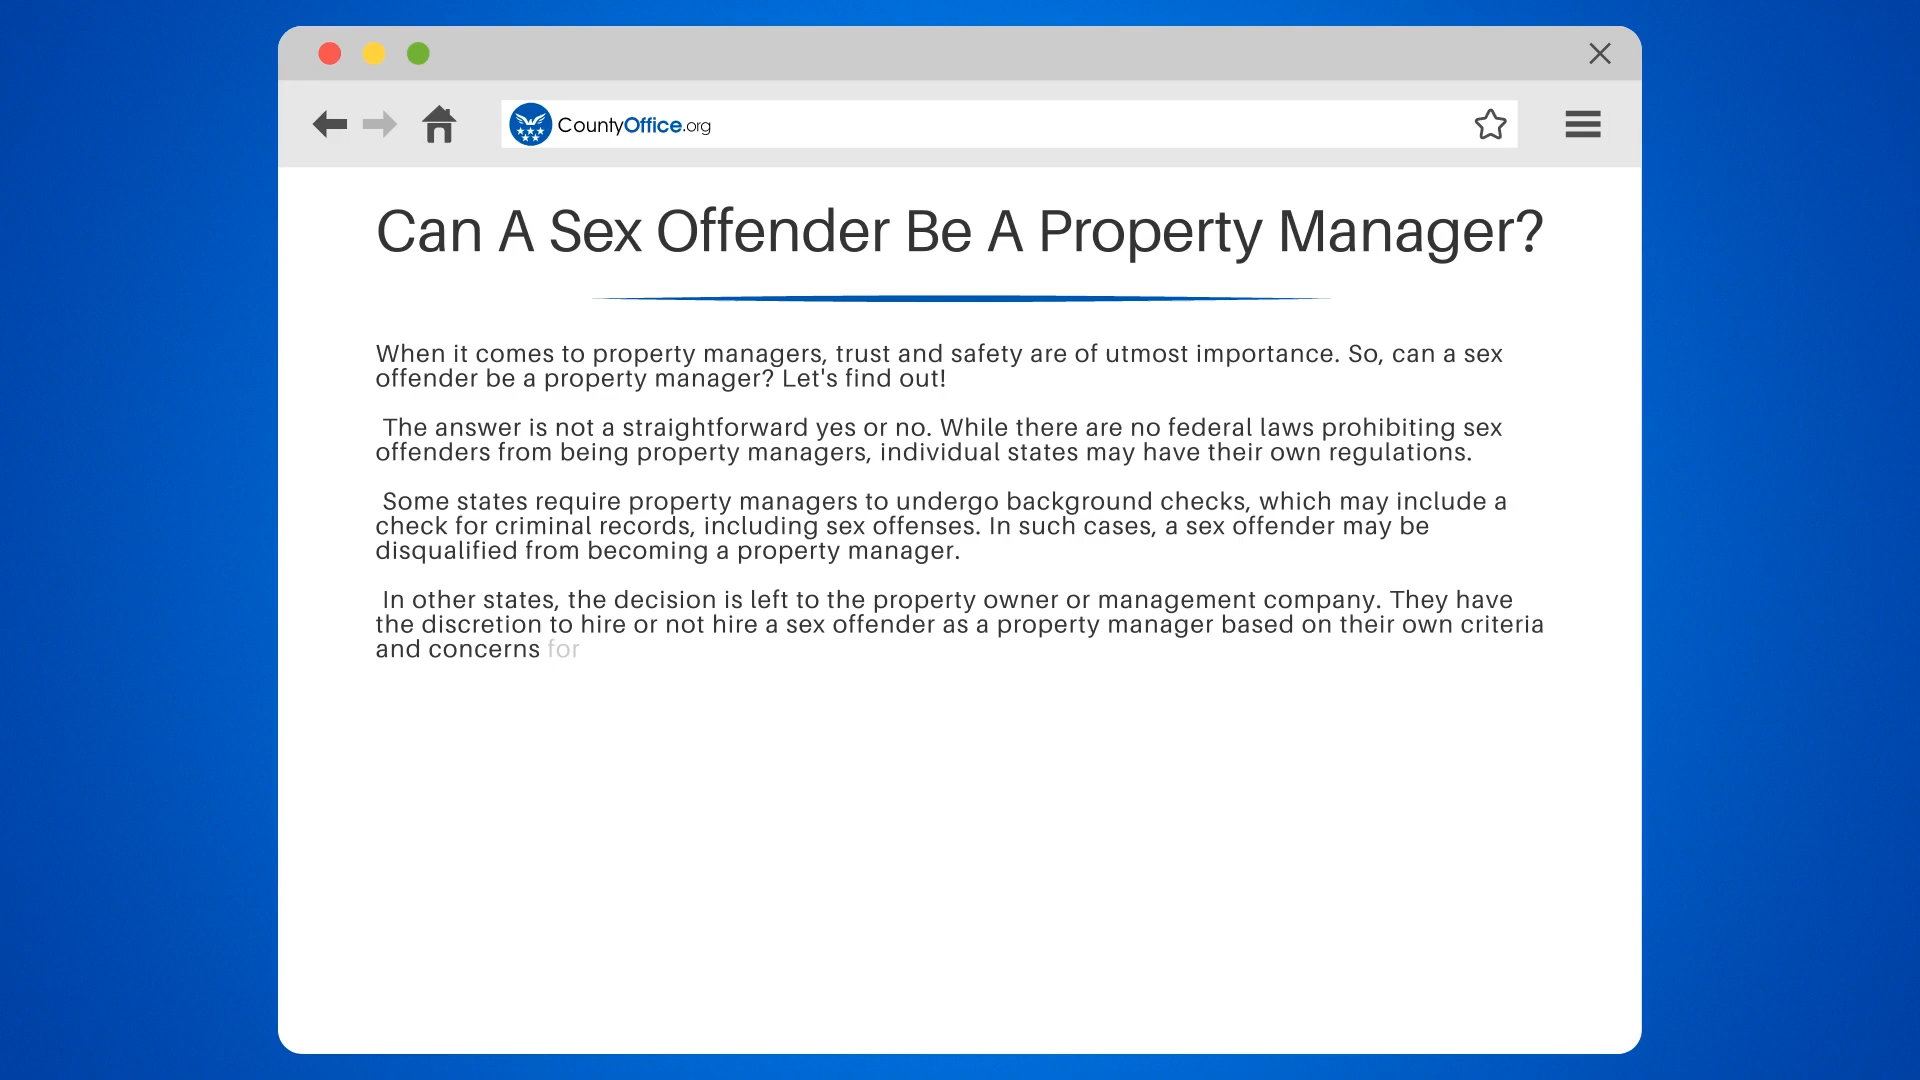 CountyOffice.org
Can A Sex Offender Be A Property Manager?
When it comes to property managers, trust and safety are of utmost importance. So, can a sex
offender be a property manager? Let's find out!
The answer is not a straightforward yes or no. While there are no federal laws prohibiting sex
offenders from being property managers, individual states may have their own regulations.
Some states require property managers to undergo background checks, which may include a
check for criminal records, including sex offenses. In such cases, a sex offender may be
disqualified from becoming a property manager.
In other states, the decision is left to the property owner or management company. They have
the discretion to hire or not hire a sex offender as a property manager based on their own criteria
and concerns for